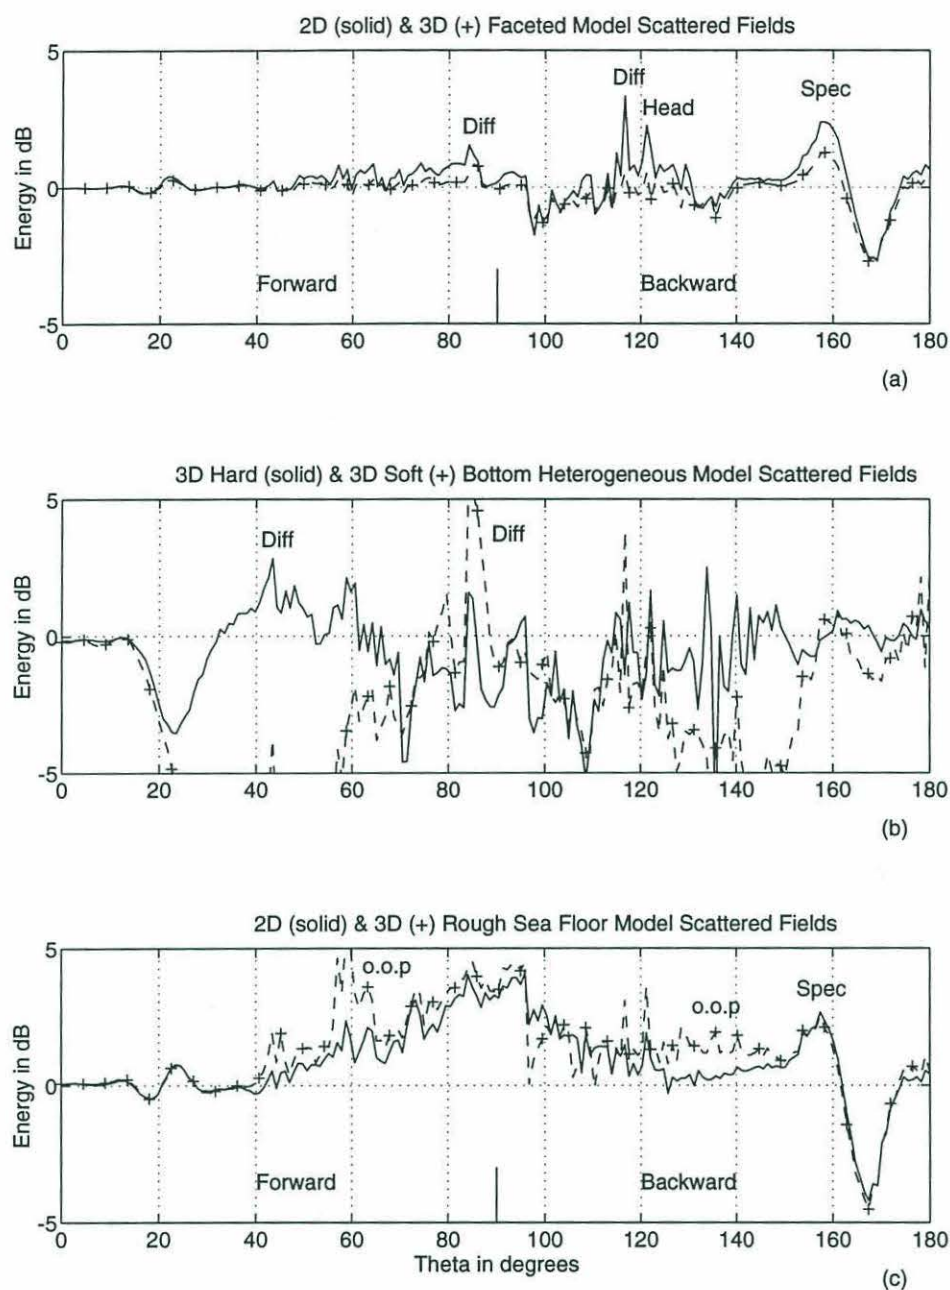 2D (solid) & 3D (+) Faceted Model Scattered Fields
5
Diff
Diff
Head
Spec
0
Energy in dB
Forward
Backward
-5
0 20 40 60 80 100 120 140 160 180
(a)
3D Hard (solid) & 3D Soft (+) Bottom Heterogeneous Model Scattered Fields
5
Diff
Diff
0
Energy in dB
-5
0 20 40 60 80 100 120 140 160 180
(b)
2D (solid) & 3D (+) Rough Sea Floor Model Scattered Fields
5
o.o.p
o.o.p
Spec
0
Energy in dB
Forward
Backward
-5
0 20 40 60 80 100 120 140 160 180
Theta in degrees
(c)